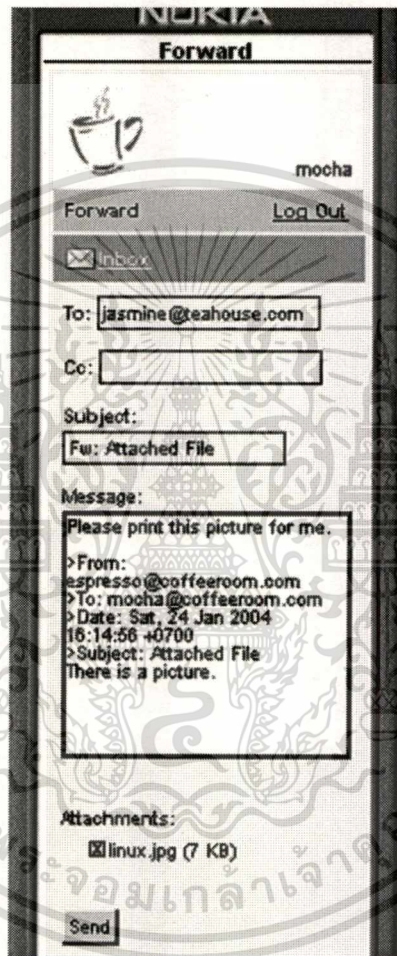 NOKIA
Forward
mocha
Forward Log Out
Inbox
To: jasmine@teahouse.com
Cc:
Subject:
Fw: Attached File
Message:
Please print this picture for me.
>From:
espresso@coffeeroom.com
>To: mocha@coffeeroom.com
>Date: Sat, 24 Jan 2004
16:14:56 +0700
>Subject: Attached File
There is a picture.
Attachments:
linux.jpg (7 KB)
Send